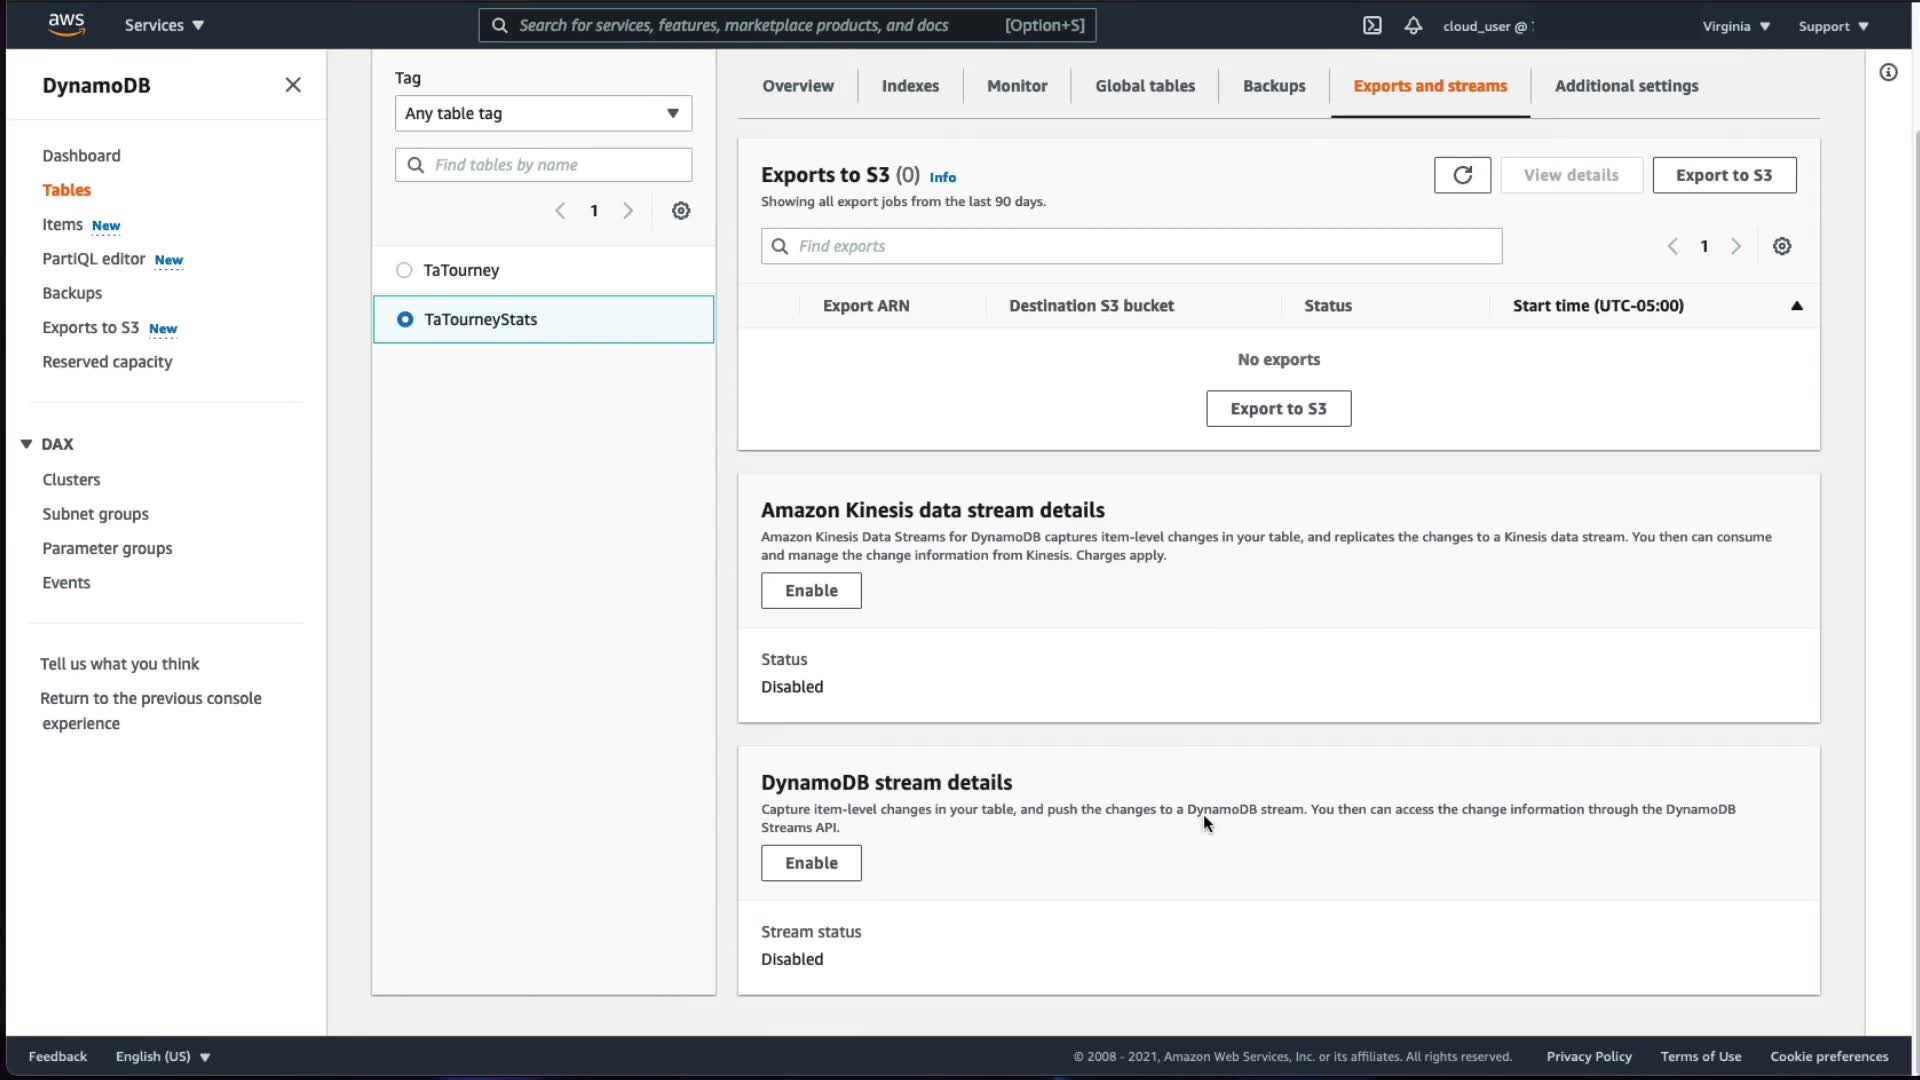 aws
Services
Search for services, features, marketplace products, and docs
[Option+S]
cloud_user @
Virginia
Support
DynamoDB
Dashboard
Tables
Items New
PartiQL editor New
Backups
Exports to S3 New
Reserved capacity
DAX
Clusters
Subnet groups
Parameter groups
Events
Tell us what you think
Return to the previous console
experience
Tag
Any table tag
Find tables by name
1
TaTourney
TaTourneyStats
Overview
Indexes
Monitor
Global tables
Backups
Exports and streams
Additional settings
Exports to S3 (0) Info
Showing all export jobs from the last 90 days.
View details
Export to S3
Find exports
1
Export ARN
Destination S3 bucket
Status
Start time (UTC-05:00)
No exports
Export to S3
Amazon Kinesis data stream details
Amazon Kinesis Data Streams for DynamoDB captures item-level changes in your table, and replicates the changes to a Kinesis data stream. You then can consume
and manage the change information from Kinesis. Charges apply.
Enable
Status
Disabled
DynamoDB stream details
Capture item-level changes in your table, and push the changes to a DynamoDB stream. You then can access the change information through the DynamoDB
Streams API.
Enable
Stream status
Disabled
Feedback
English (US)
© 2008 - 2021, Amazon Web Services, Inc. or its affiliates. All rights reserved.
Privacy Policy
Terms of Use
Cookie preferences